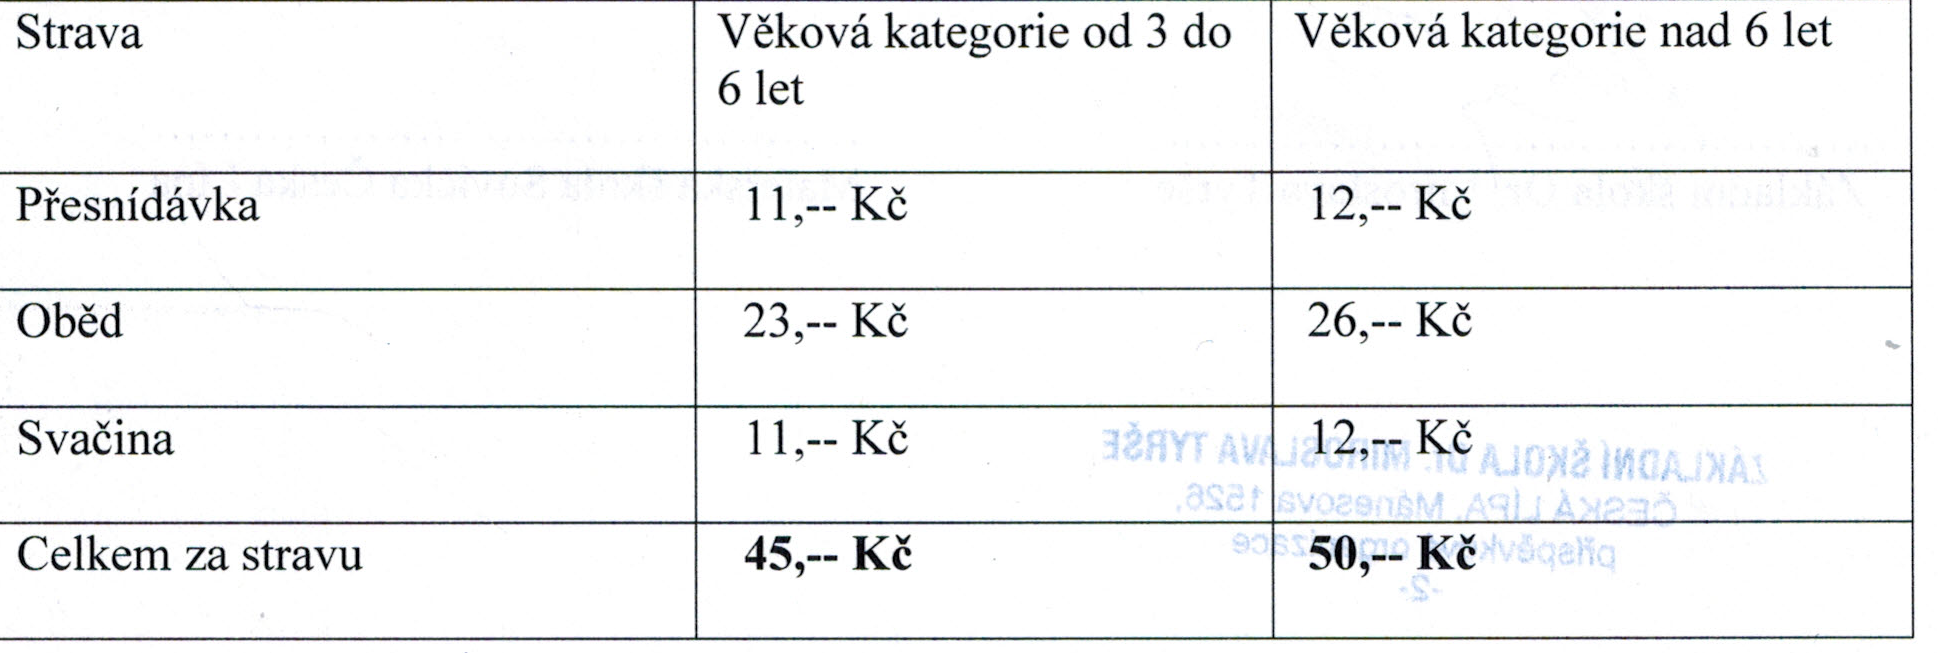 Strava
Věková kategorie od 3 do
6 let
Věková kategorie nad 6 let
Přesnídávka
11,-- Kč
12,-- Kč
Oběd
23,-- Kč
26,-- Kč
Svačina
11,-- Kč
12,-- Kč
Celkem za stravu
45,-- Kč
50,-- Kč
ZÁKLADNÍ ŠKOLA Dr. MIROSLAVA TYRŠE
ČESKÁ LÍPA, Mánesova 1526,
příspěvková organizace
-2-